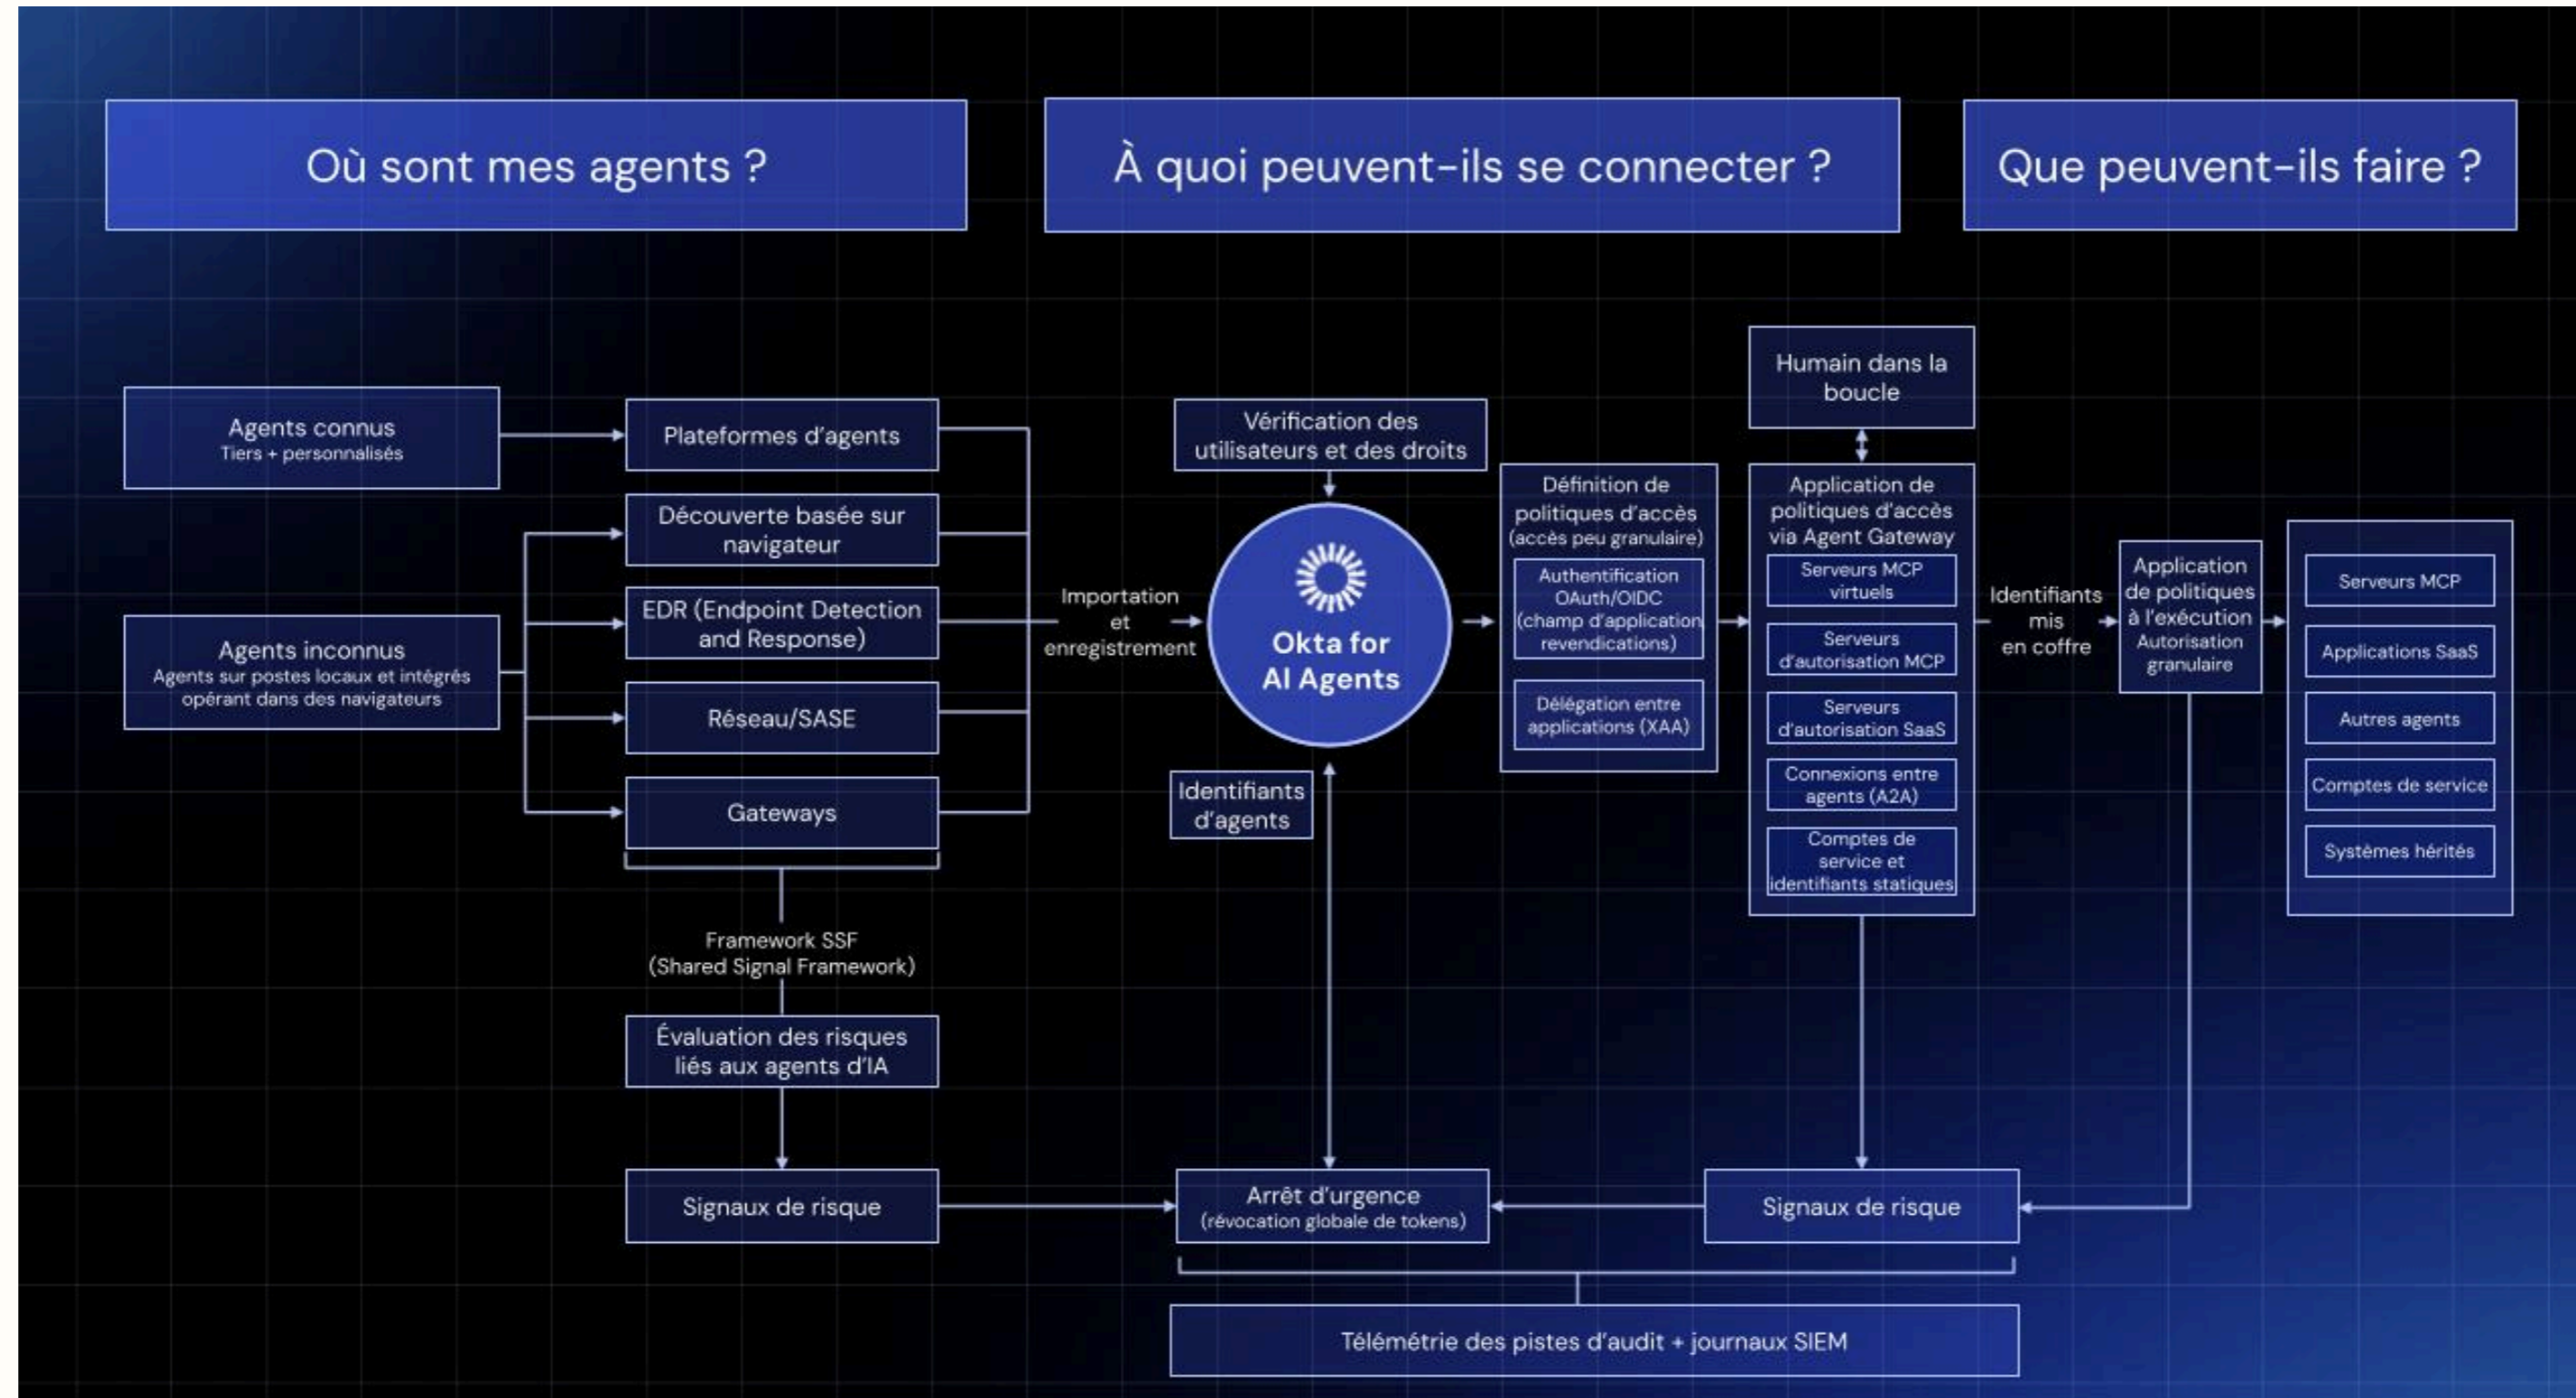 Où sont mes agents ?
À quoi peuvent-ils se connecter ?
Que peuvent-ils faire ?
Agents connus
Tiers + personnalisés
Agents inconnus
Agents sur postes locaux et intégrés
opérant dans des navigateurs
Plateformes d'agents
Découverte basée sur
navigateur
EDR (Endpoint Detection
and Response)
Réseau/SASE
Gateways
Framework SSF
(Shared Signal Framework)
Évaluation des risques
liés aux agents d'IA
Signaux de risque
Importation
et
enregistrement
Vérification des
utilisateurs et des droits
Okta for
AI Agents
Identifiants
d'agents
Arrêt d'urgence
(révocation globale de tokens)
Définition de
politiques d'accès
(accès peu granulaire)
Authentification
OAuth/OIDC
(champ d'application
revendications)
Délégation entre
applications (XAA)
Humain dans la
boucle
Application de
politiques d'accès
via Agent Gateway
Serveurs MCP
virtuels
Serveurs
d'autorisation MCP
Serveurs
d'autorisation SaaS
Connexions entre
agents (A2A)
Comptes de
service et
identifiants statiques
Signaux de risque
Identifiants
mis
en coffre
Application
de politiques
à l'exécution
Autorisation
granulaire
Serveurs MCP
Applications SaaS
Autres agents
Comptes de service
Systèmes hérités
Télémétrie des pistes d'audit + journaux SIEM